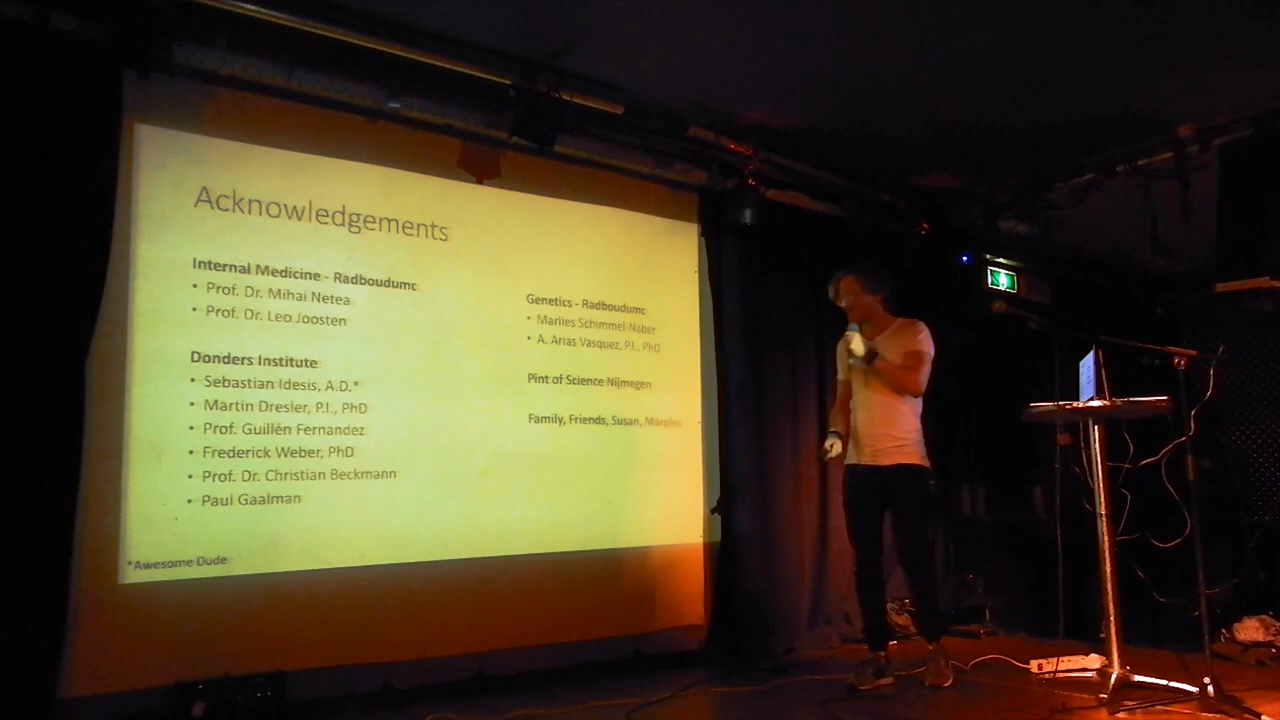 Acknowledgements
Internal Medicine - Radboudumc
• Prof. Dr. Mihai Netea
• Prof. Dr. Leo Joosten
Donders Institute
• Sebastian Idesis, A.D.*
• Martin Dresler, P.I., PhD
• Prof. Guillén Fernandez
• Frederick Weber, PhD
• Prof. Dr. Christian Beckmann
• Paul Gaalman
*Awesome Dude
Genetics - Radboudumc
• Marlies Schimmel-Naber
• A. Arias Vasquez, P.I., PhD
Pint of Science Nijmegen
Family, Friends, Susan,